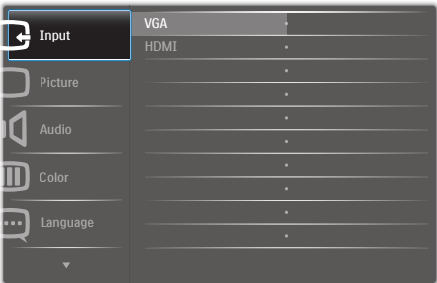 Input
Picture
Audio
Color
Language
VGA
HDMI